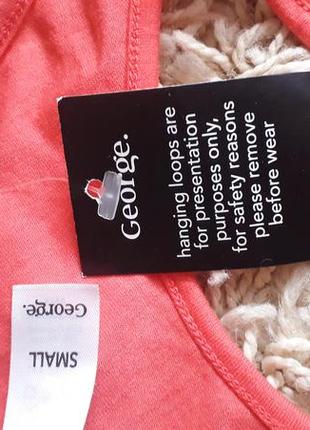 George.
hanging loops are
for presentation
purposes only,
for safety reasons
please remove
before wear
George.
SMALL